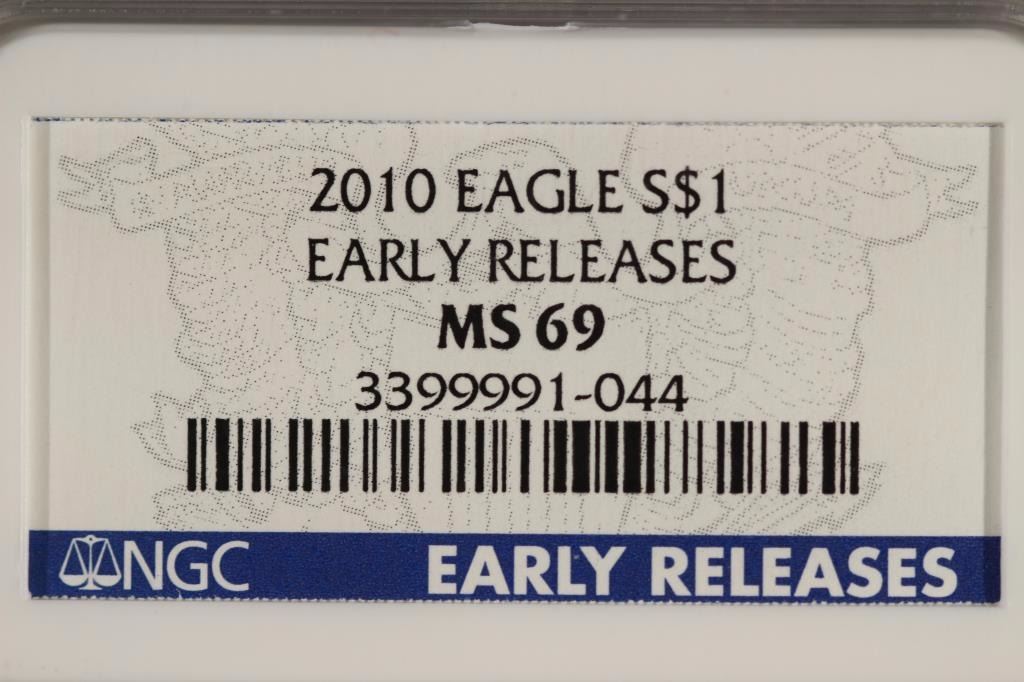 2010 EAGLE S$1
EARLY RELEASES
MS 69
3399991-044
NGC EARLY RELEASES